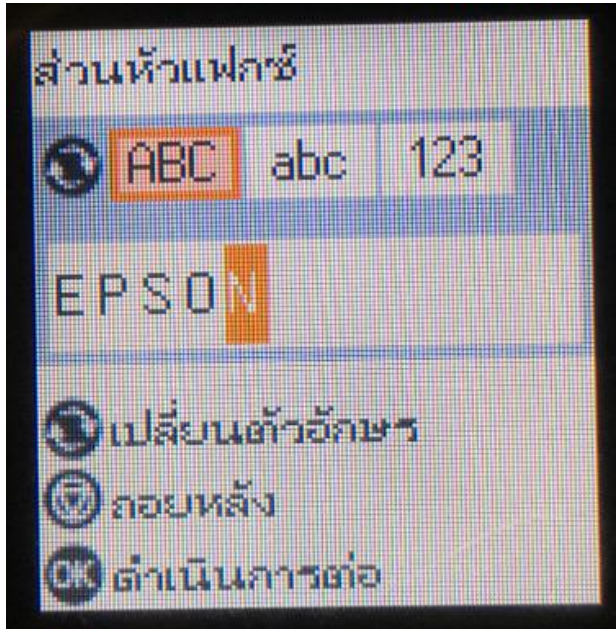 ส่วนหัวแฟกซ์
ABC abc 123
EPSON
เปลี่ยนตัวอักษร
ถอยหลัง
OK ดำเนินการต่อ